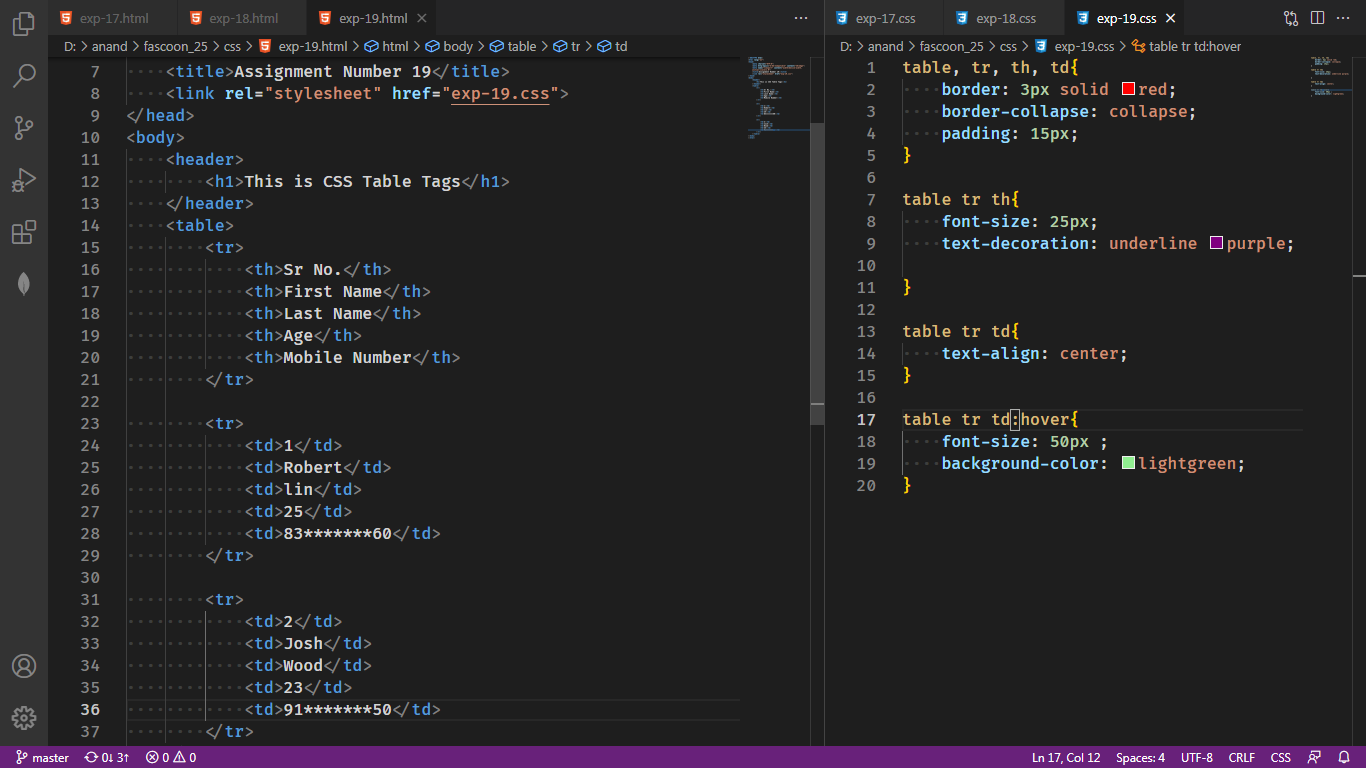 exp-17.html exp-18.html exp-19.html
D: > anand > fascoon_25 > css > exp-19.html > html > body > table > tr > td
7 <title>Assignment Number 19</title>
8 <link rel="stylesheet" href="exp-19.css">
9 </head>
10 <body>
11 <header>
12 <h1>This is CSS Table Tags</h1>
13 </header>
14 <table>
15 <tr>
16 <th>Sr No.</th>
17 <th>First Name</th>
18 <th>Last Name</th>
19 <th>Age</th>
20 <th>Mobile Number</th>
21 </tr>
22
23 <tr>
24 <td>1</td>
25 <td>Robert</td>
26 <td>lin</td>
27 <td>25</td>
28 <td>83*******60</td>
29 </tr>
30
31 <tr>
32 <td>2</td>
33 <td>Josh</td>
34 <td>Wood</td>
35 <td>23</td>
36 <td>91*******50</td>
37 </tr>
exp-17.css exp-18.css exp-19.css
D: > anand > fascoon_25 > css > exp-19.css > table tr td:hover
1 table, tr, th, td{
2 border: 3px solid red;
3 border-collapse: collapse;
4 padding: 15px;
5 }
6
7 table tr th{
8 font-size: 25px;
9 text-decoration: underline purple;
10
11 }
12
13 table tr td{
14 text-align: center;
15 }
16
17 table tr td:hover{
18 font-size: 50px ;
19 background-color: lightgreen;
20 }
master 0↓ 3↑ 0 0 Ln 17, Col 12 Spaces: 4 UTF-8 CRLF CSS